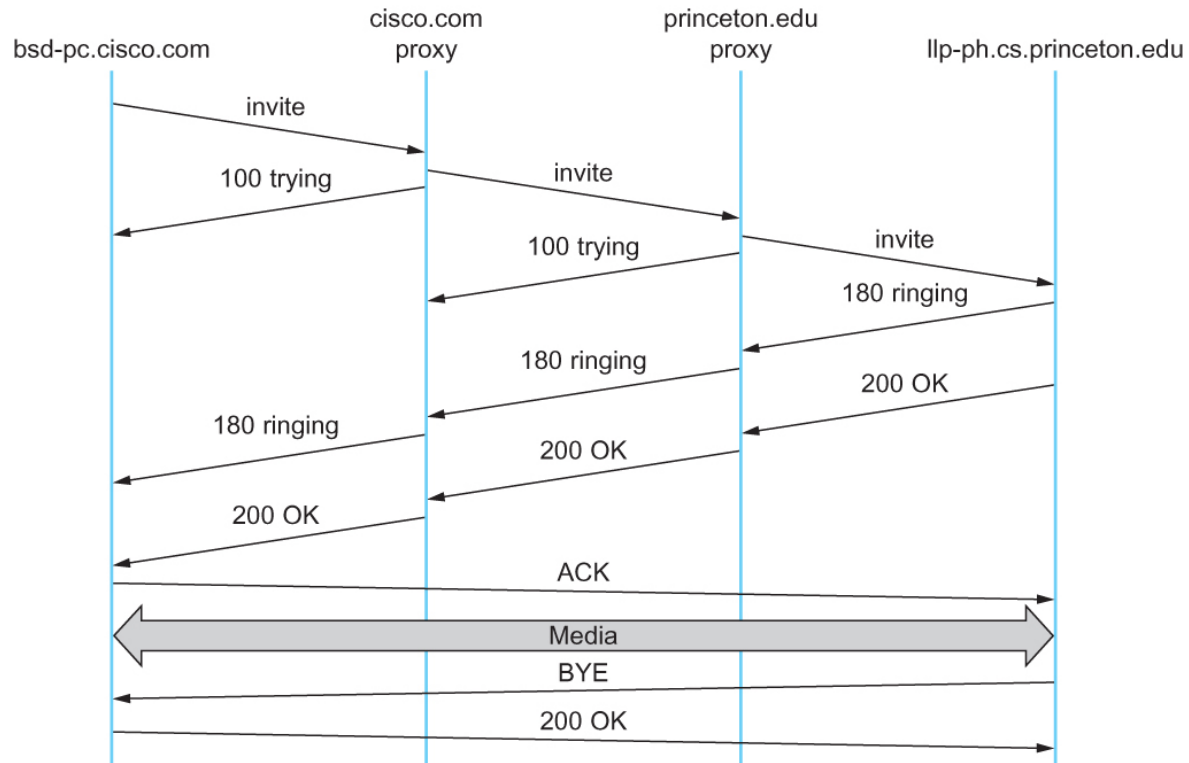 cisco.com
princeton.edu
bsd-pc.cisco.com
proxy
proxy
llp-ph.cs.princeton.edu
invite
100 trying
invite
100 trying
invite
180 ringing
180 ringing
200 OK
180 ringing
200 OK
200 OK
ACK
Media
BYE
200 OK